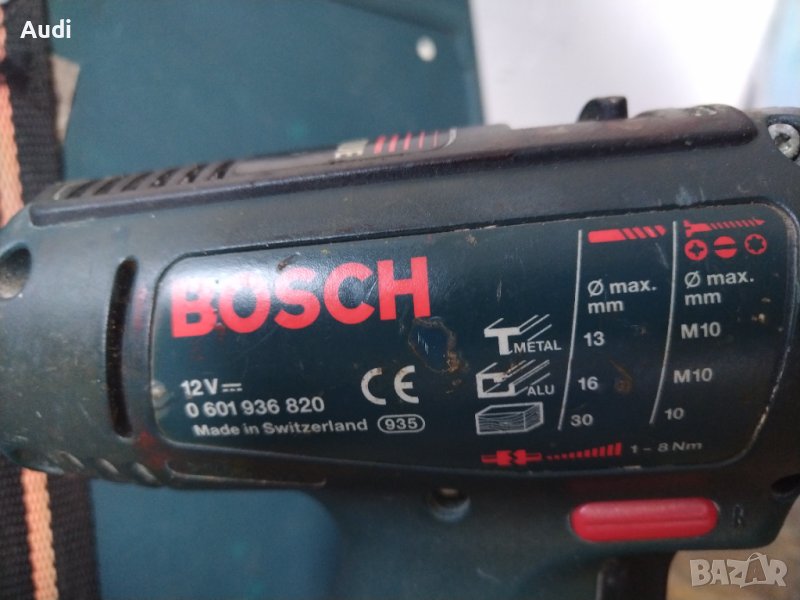 Audi
BOSCH
12V
0 601 936 820
Made in Switzerland 935
CE
Ø max. mm
Ø max. mm
METAL 13 M10
ALU 16 M10
30 10
1 – 8 Nm
R
BAZAR